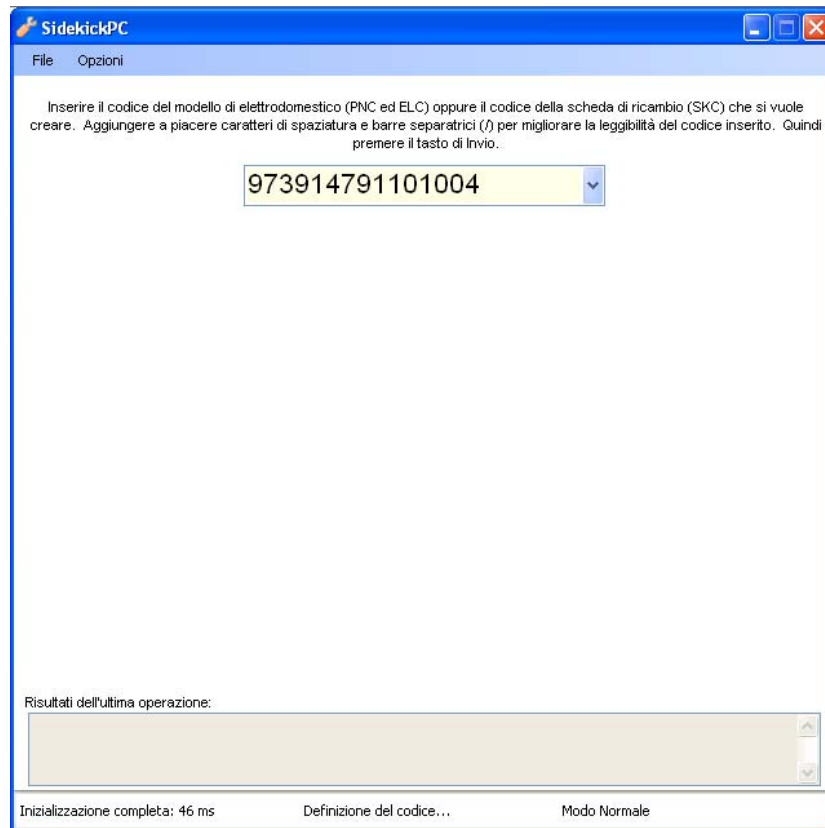 SidekickPC
File Opzioni
Inserire il codice del modello di elettrodomestico (PNC ed ELC) oppure il codice della scheda di ricambio (SKC) che si vuole
creare. Aggiungere a piacere caratteri di spaziatura e barre separatrici (/) per migliorare la leggibilità del codice inserito. Quindi
premere il tasto di Invio.
973914791101004
Risultati dell'ultima operazione:
Inizializzazione completa: 46 ms Definizione del codice... Modo Normale